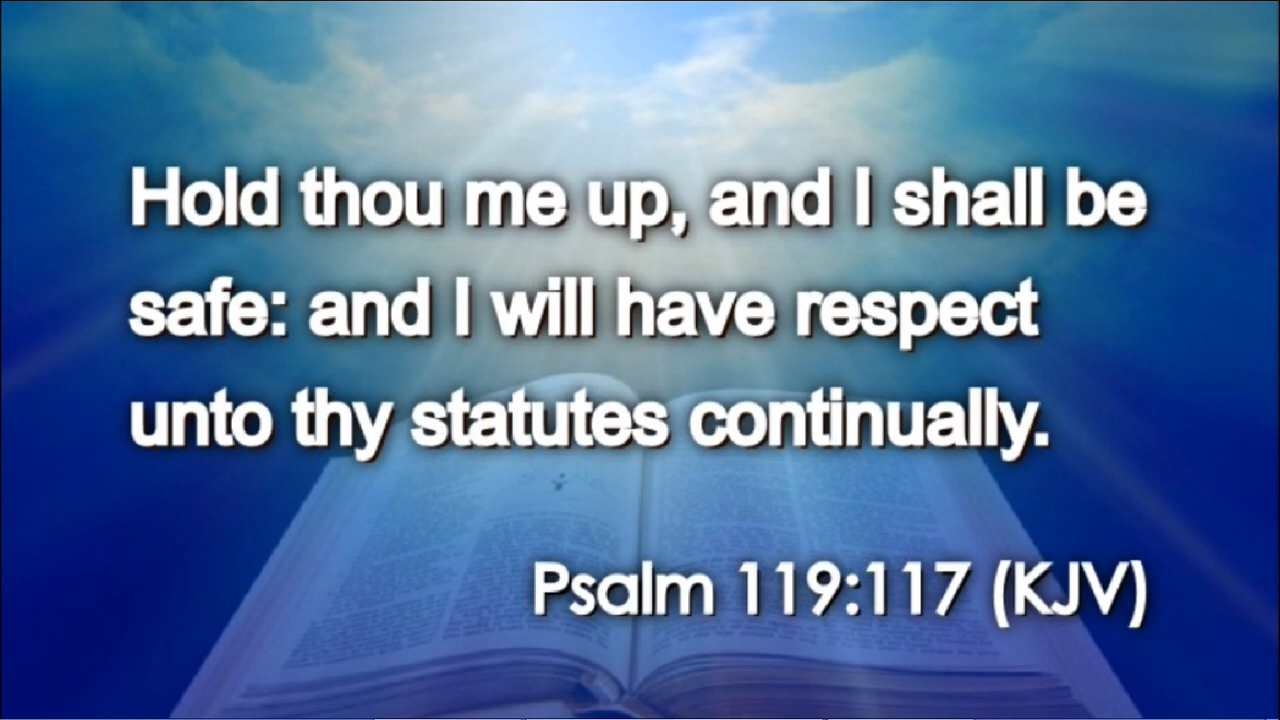 Hold thou me up, and I shall be
safe: and I will have respect
unto thy statutes continually.
Psalm 119:117 (KJV)